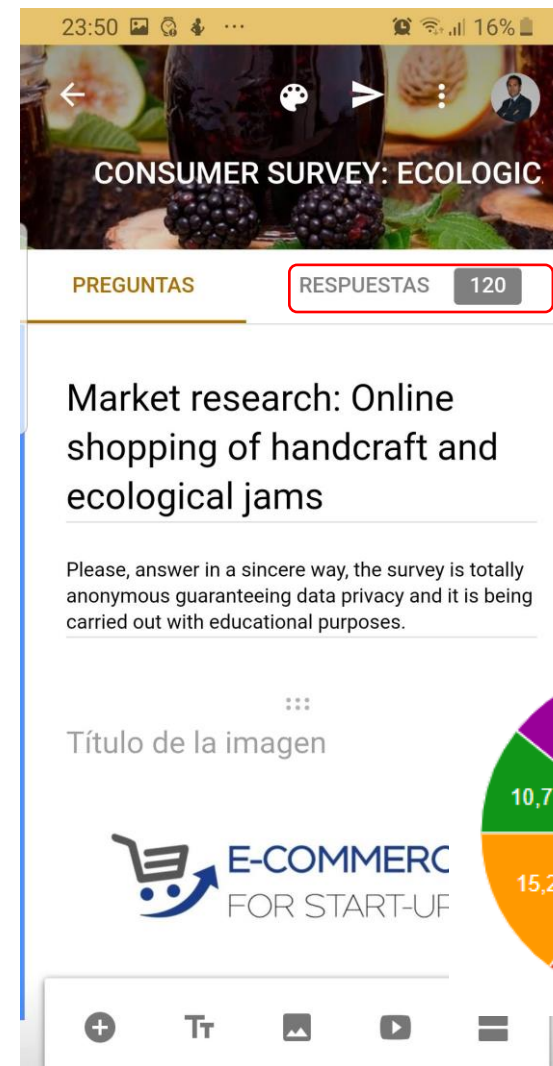 23:50
16%
CONSUMER SURVEY: ECOLOGIC
PREGUNTAS
RESPUESTAS 120
Market research: Online
shopping of handcraft and
ecological jams
Please, answer in a sincere way, the survey is totally
anonymous guaranteeing data privacy and it is being
carried out with educational purposes.
Título de la imagen
10,7
E-COMMERC
FOR START-UP
15,2
Tт